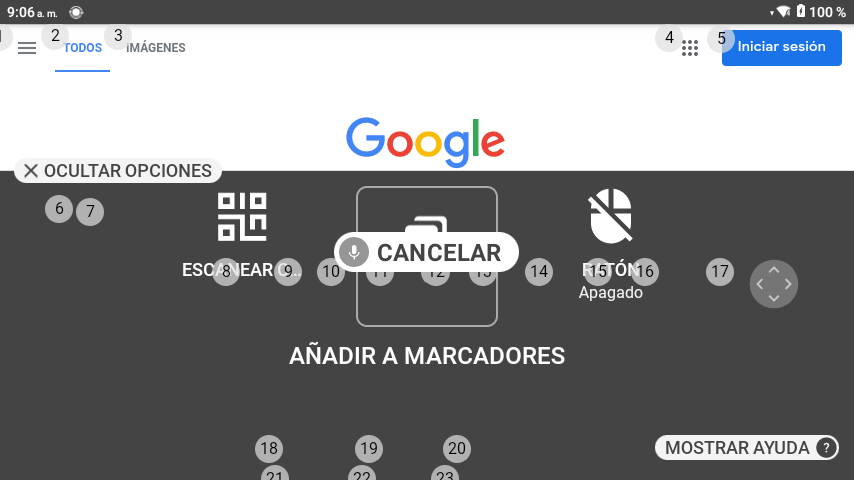 9:06 a. m.
100 %
1 2 3 4 5
TODOS IMÁGENES Iniciar sesión
Google
OCULTAR OPCIONES
6 7
CANCELAR
ESCANEAR C...
8 9 10 11 12 13 14 15 16 17
RATÓN
Apagado
AÑADIR A MARCADORES
18 19 20
MOSTRAR AYUDA ?
21 22 23